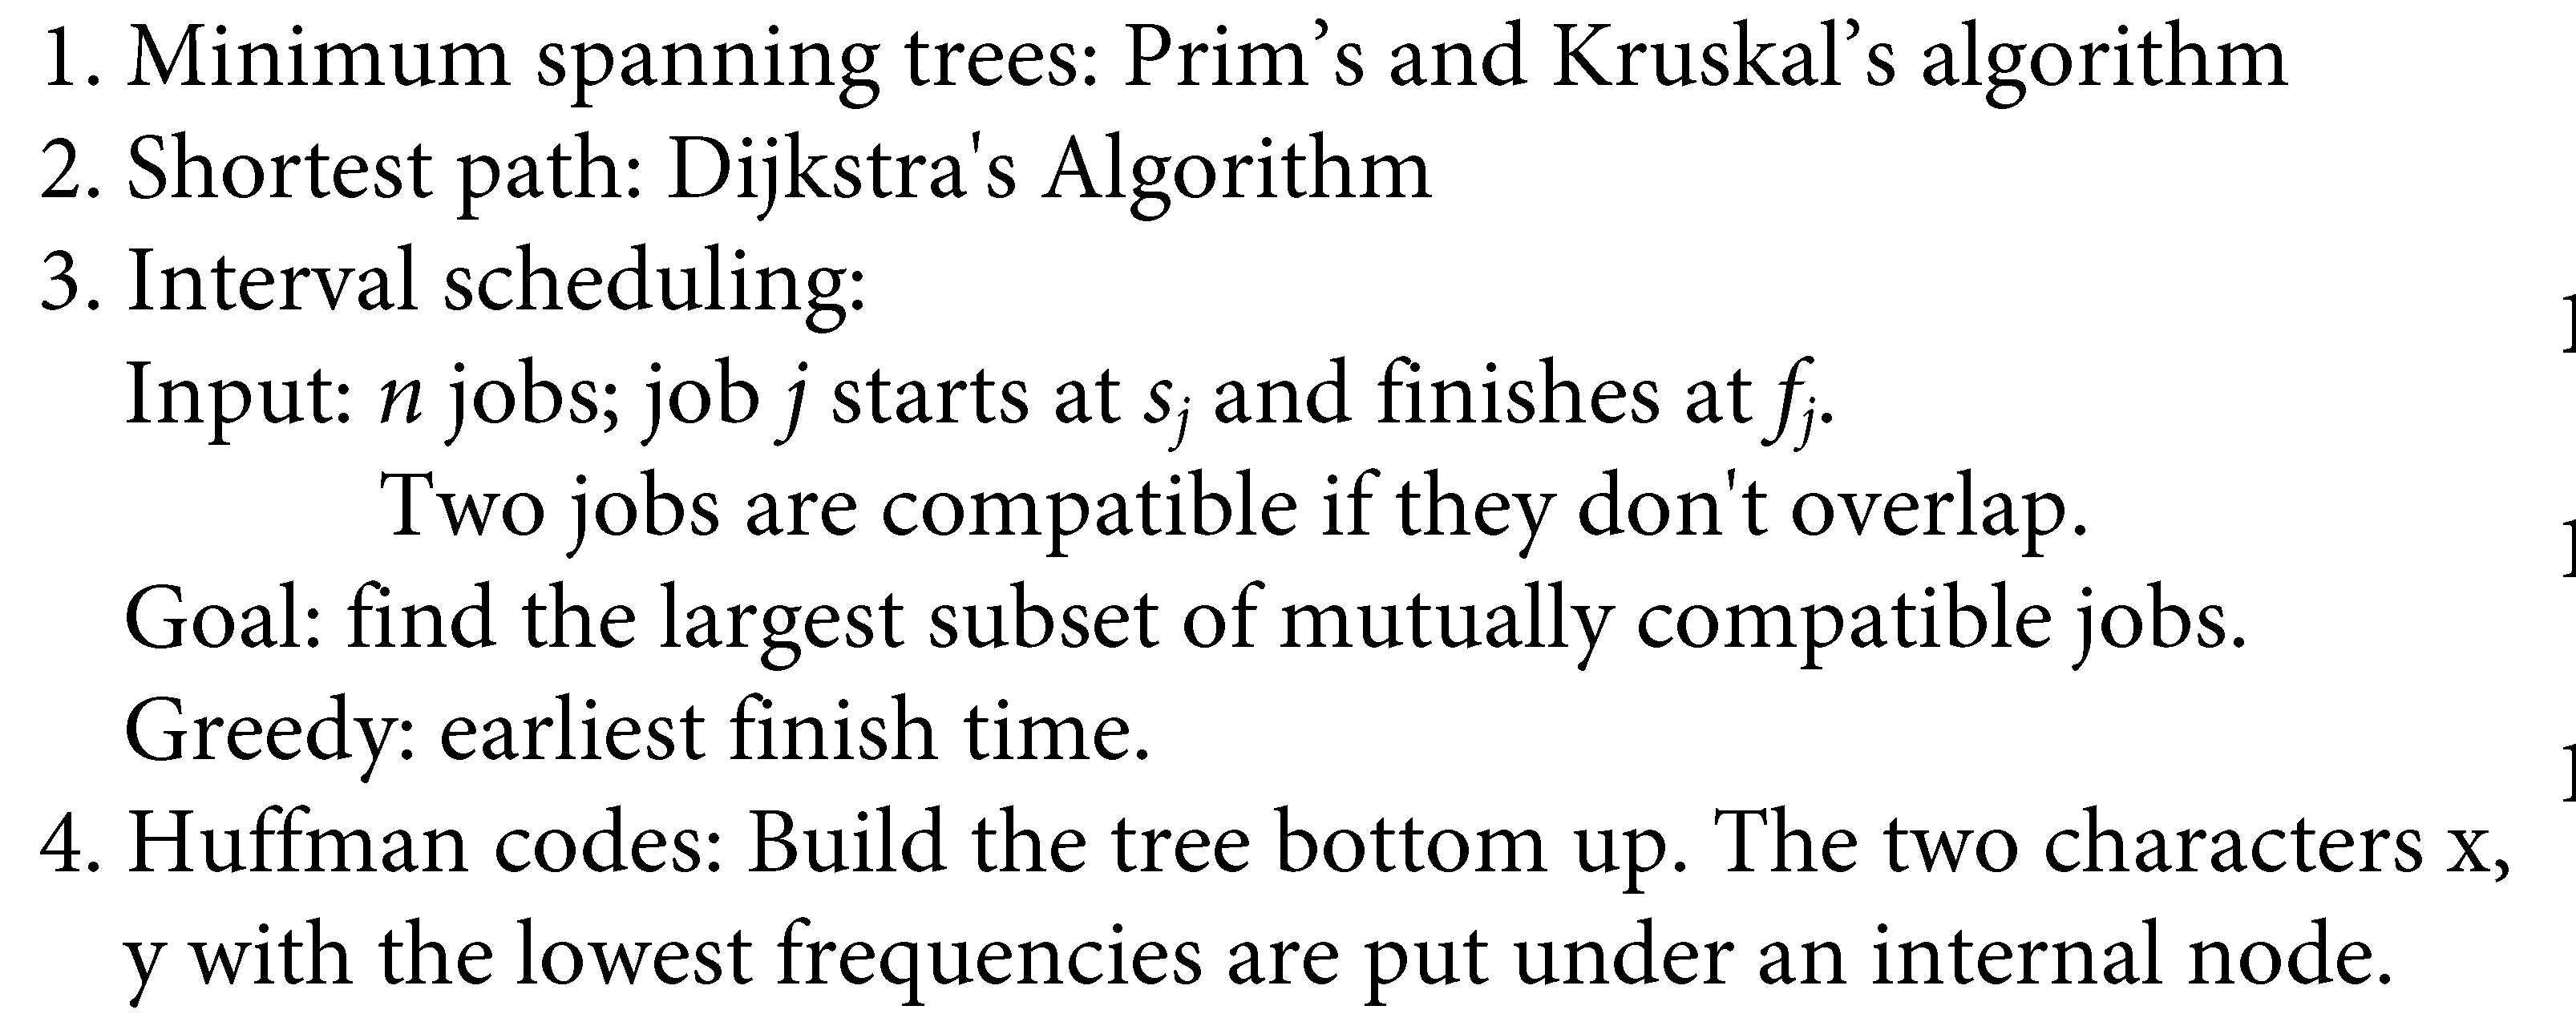 1. Minimum spanning trees: Prim’s and Kruskal’s algorithm
2. Shortest path: Dijkstra's Algorithm
3. Interval scheduling:
Input: n jobs; job j starts at sⱼ and finishes at fⱼ.
Two jobs are compatible if they don't overlap.
Goal: find the largest subset of mutually compatible jobs.
Greedy: earliest finish time.
4. Huffman codes: Build the tree bottom up. The two characters x,
y with the lowest frequencies are put under an internal node.